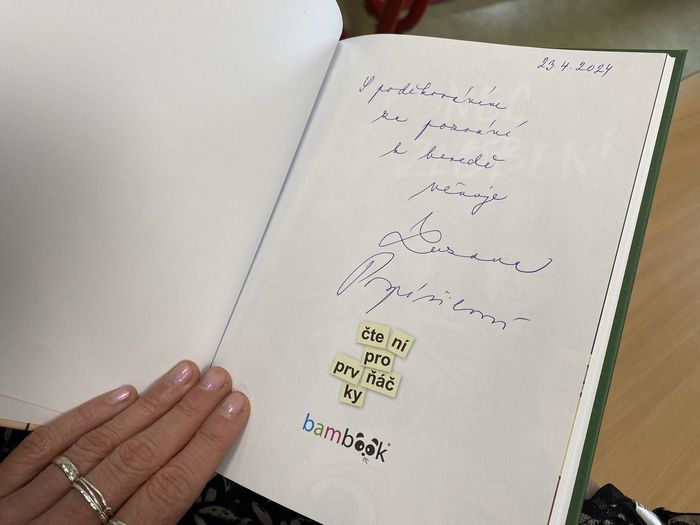 23.4.2024
S poděkováním
za pozvání
k besedě
věnuje
Zuzana
Pospíšilová
čte ní
pro
prv ňáč
ky
bambook